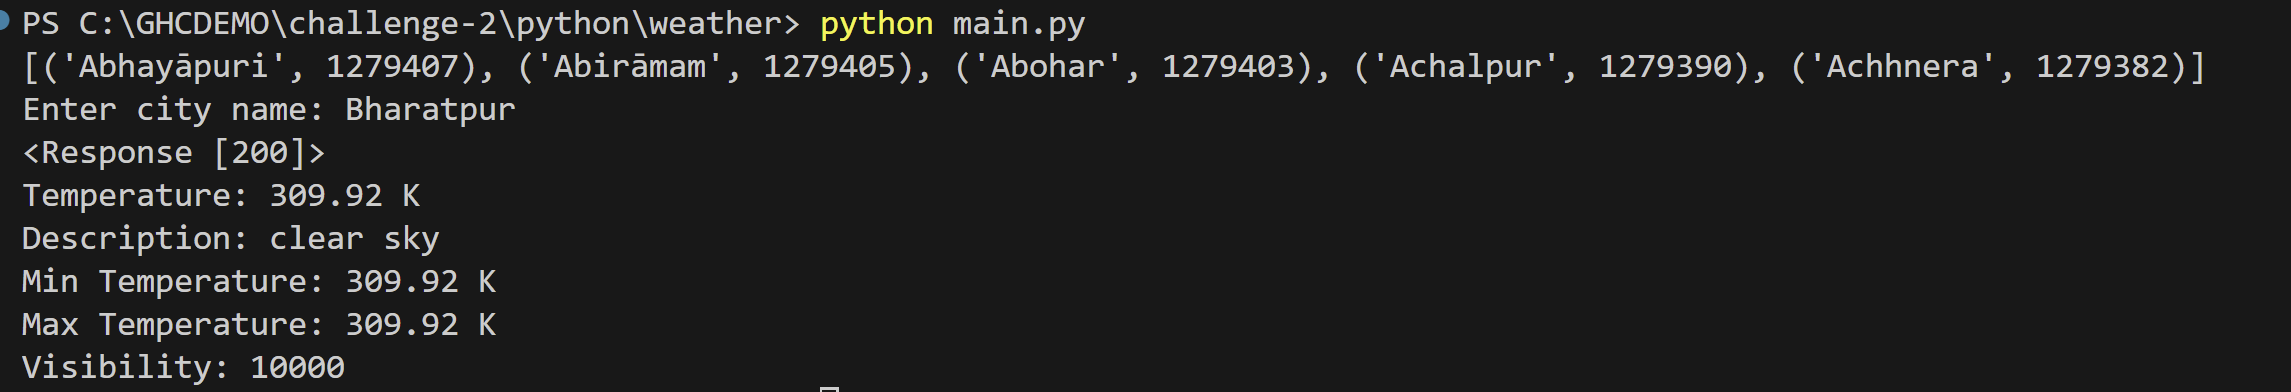 PS C:\GHCDEMO\challenge-2\python\weather> python main.py
[('Abhayāpuri', 1279407), ('Abirāmam', 1279405), ('Abohar', 1279403), ('Achalpur', 1279390), ('Achhnera', 1279382)]
Enter city name: Bharatpur
<Response [200]>
Temperature: 309.92 K
Description: clear sky
Min Temperature: 309.92 K
Max Temperature: 309.92 K
Visibility: 10000